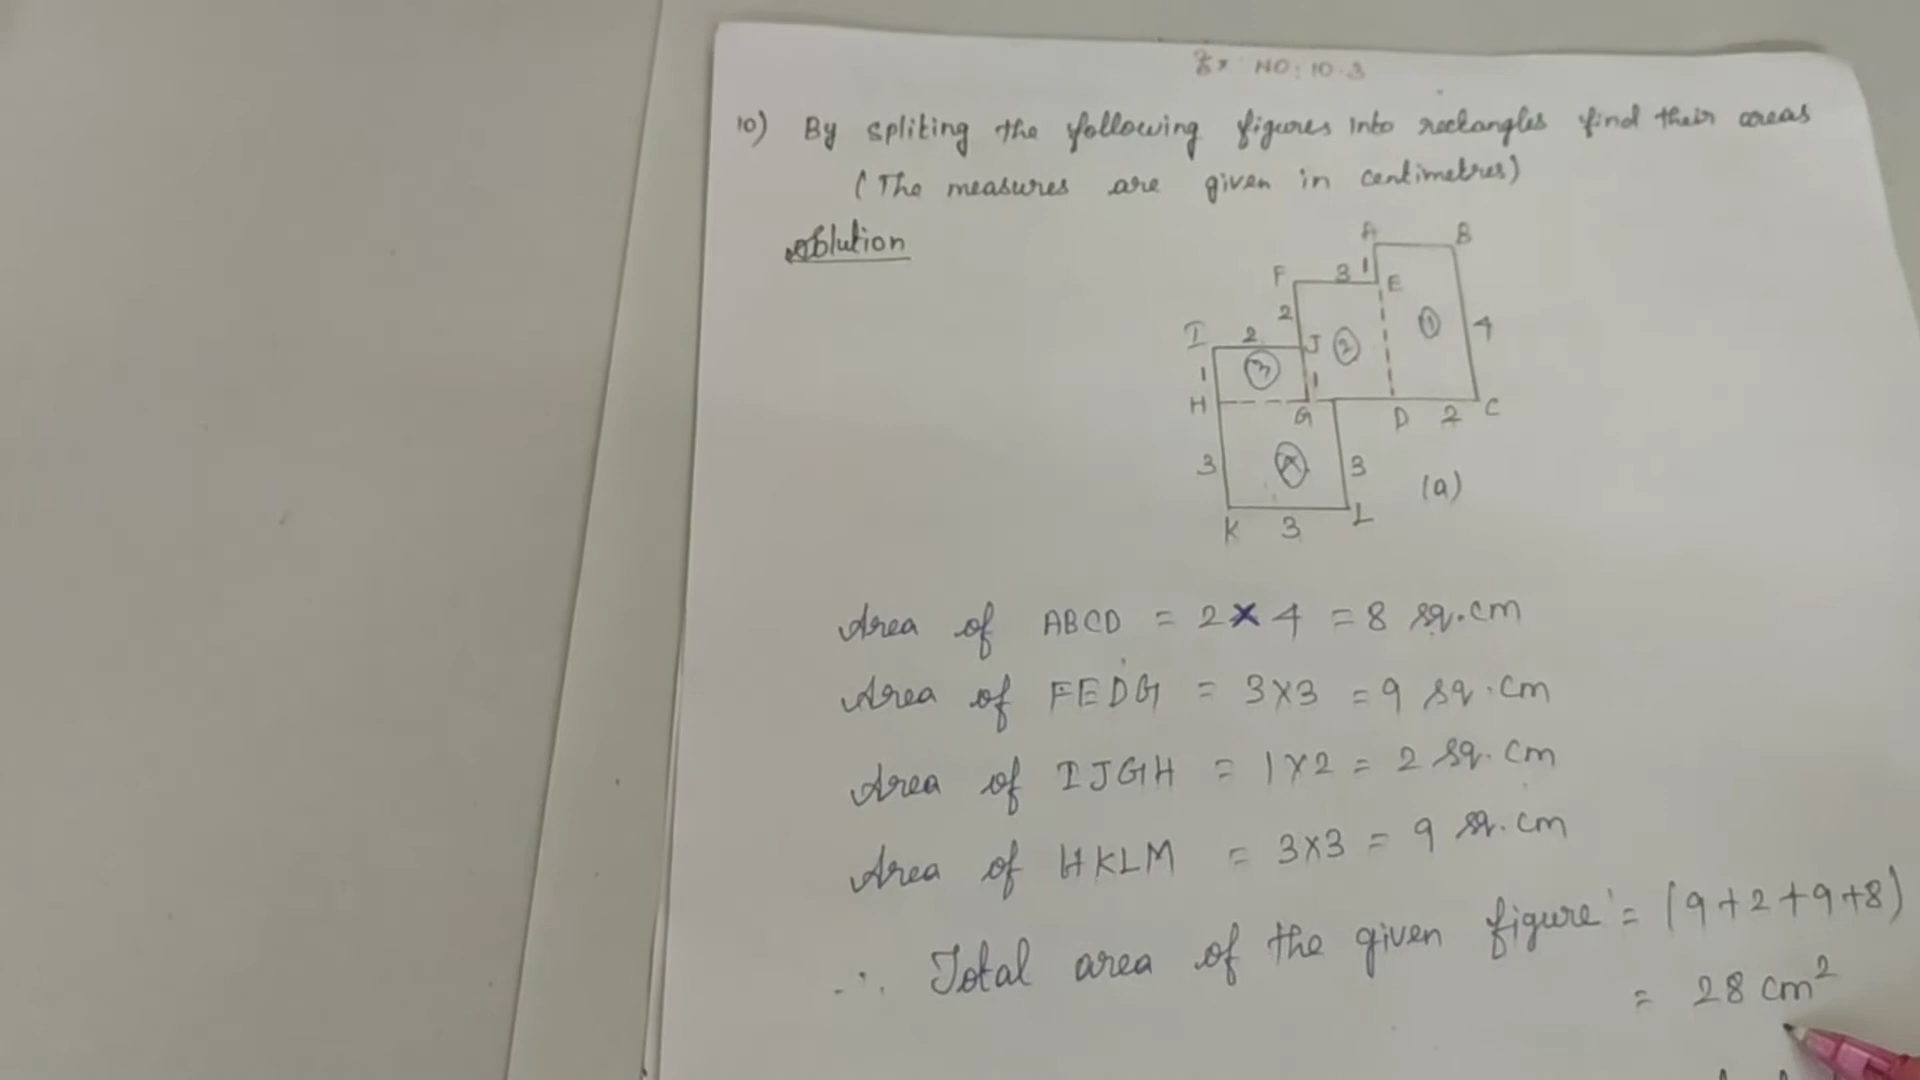 Ex NO: 10.3
10) By spliting the following figures into rectangles find their areas
(The measures are given in centimetres)
Solution
A B
F 3 1 E
2 1 4
I 2 J 2
1 3 1
H G D 2 C
3 4 3
(a)
K 3 L
Area of ABCD = 2 × 4 = 8 sq.cm
Area of FEDG = 3×3 = 9 sq.cm
Area of IJGH = 1×2 = 2 sq.cm
Area of HKLM = 3×3 = 9 sq.cm
∴ Total area of the given figure = (9+2+9+8)
= 28 cm²